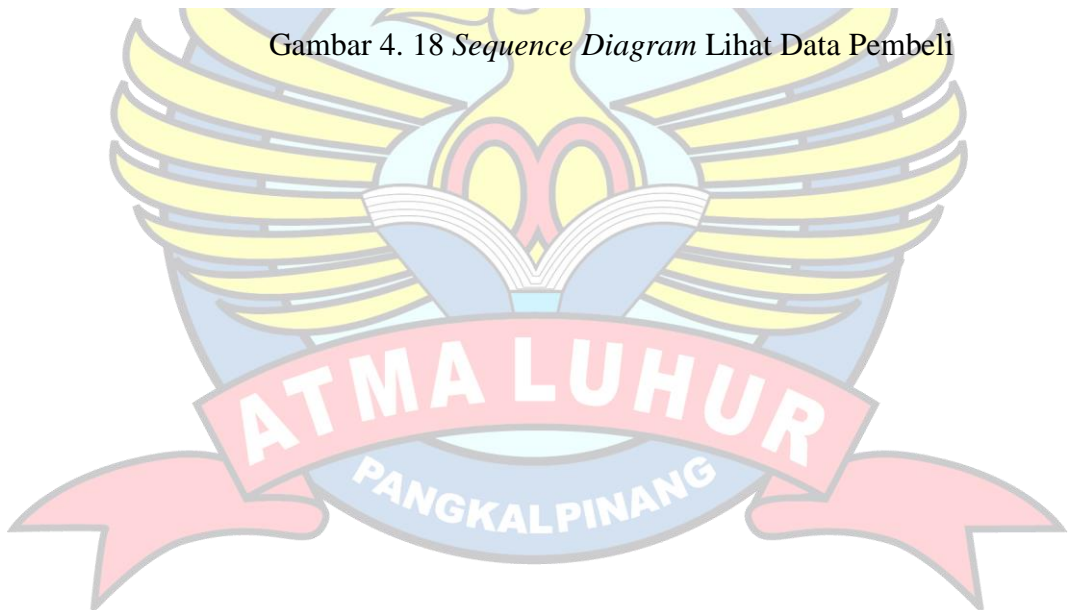 Gambar 4. 18 Sequence Diagram Lihat Data Pembeli
ATMA LUHUR
PANGKALPINANG